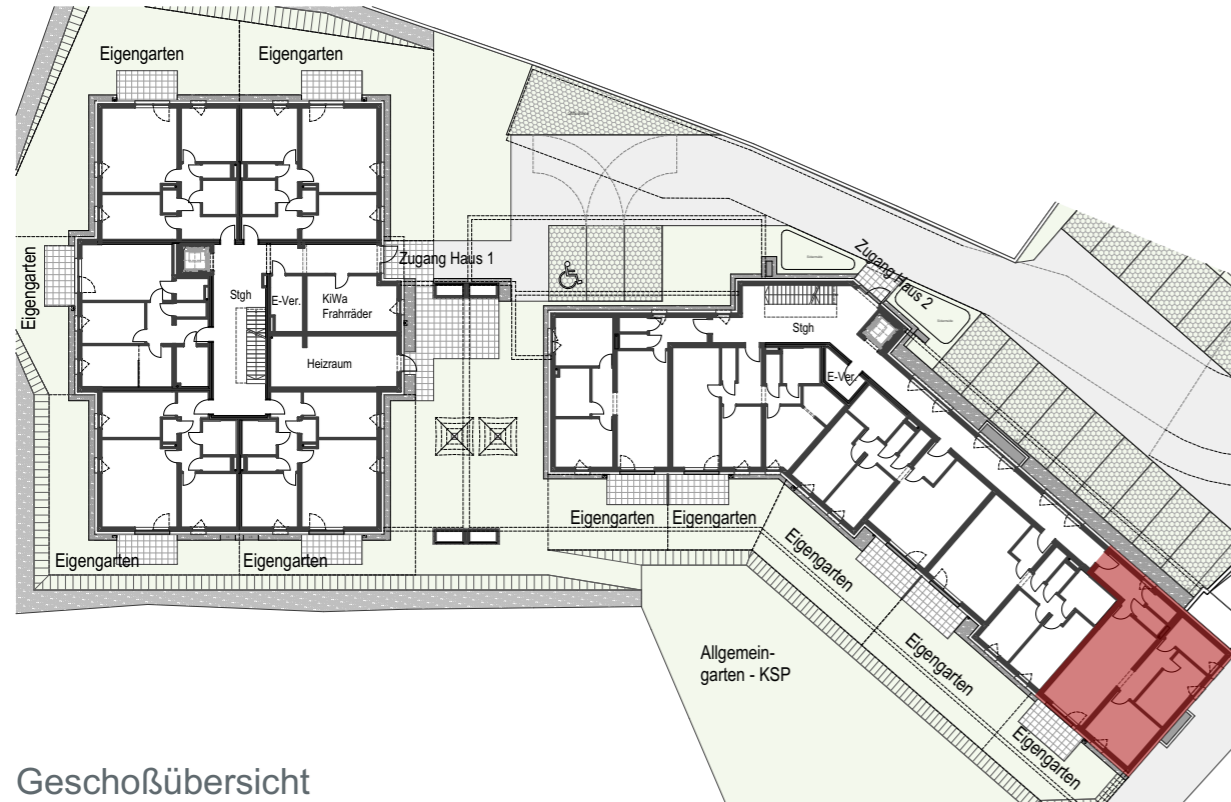 Eigengarten
Eigengarten
Eigengarten
Zugang Haus 1
Zugang Haus 2
Stgh
E-Ver.
KiWa
Frahrräder
Heizraum
Stgh
E-Ver.
Eigengarten
Eigengarten
Eigengarten
Eigengarten
Eigengarten
Eigengarten
Eigengarten
Allgemein-
garten - KSP
Geschoßübersicht